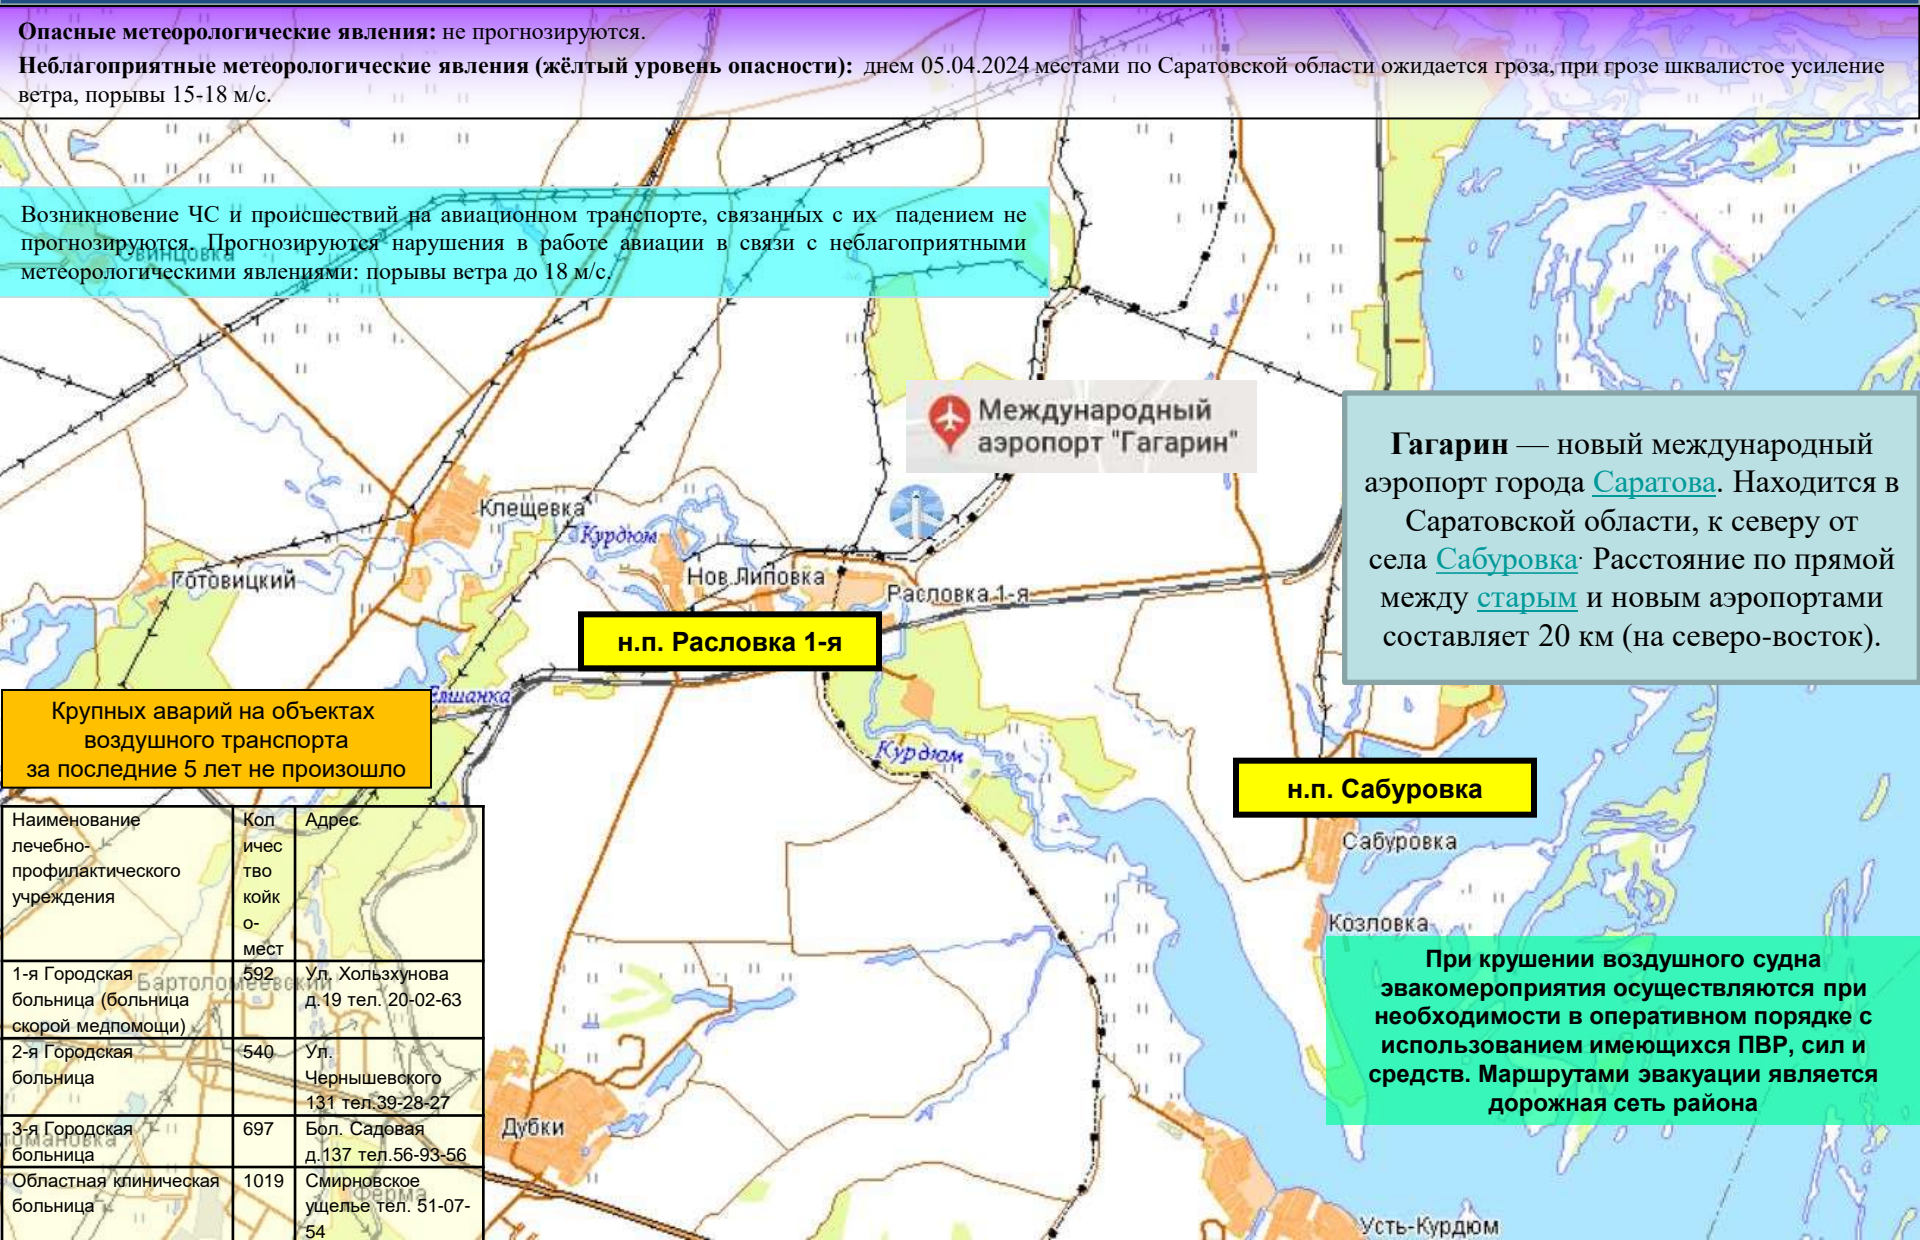 Опасные метеорологические явления: не прогнозируются.
Неблагоприятные метеорологические явления (жёлтый уровень опасности): днем 05.04.2024 местами по Саратовской области ожидается гроза, при грозе шквалистое усиление
ветра, порывы 15-18 м/с.
Возникновение ЧС и происшествий на авиационном транспорте, связанных с их падением не
прогнозируются. Прогнозируются нарушения в работе авиации в связи с неблагоприятными
метеорологическими явлениями: порывы ветра до 18 м/с.
Международный
аэропорт "Гагарин"
Гагарин — новый международный
аэропорт города Саратова. Находится в
Саратовской области, к северу от
села Сабуровка. Расстояние по прямой
между старым и новым аэропортами
составляет 20 км (на северо-восток).
Клещевка
Курдюм
Готовицкий
Нов.Липовка
Расловка 1-я
н.п. Расловка 1-я
Елшанка
Крупных аварий на объектах
воздушного транспорта
за последние 5 лет не произошло
Курдюм
н.п. Сабуровка
Сабуровка
Козловка
Наименование
лечебно-
профилактического
учреждения
Кол
ичес
тво
койк
о-
мест
Адрес
1-я Городская
больница (больница
скорой медпомощи)
592
Ул. Хользхунова
д.19 тел. 20-02-63
2-я Городская
больница
540
Ул.
Чернышевского
131 тел.39-28-27
3-я Городская
больница
697
Бол. Садовая
д.137 тел.56-93-56
Областная клиническая
больница
1019
Смирновское
ущелье тел. 51-07-
54
Бартоломеевский
Ферма
Дубки
При крушении воздушного судна
эвакомероприятия осуществляются при
необходимости в оперативном порядке с
использованием имеющихся ПВР, сил и
средств. Маршрутами эвакуации является
дорожная сеть района
Усть-Курдюм